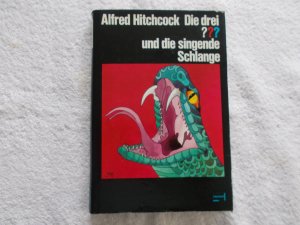 Alfred Hitchcock Die drei
???
und die singende
Schlange